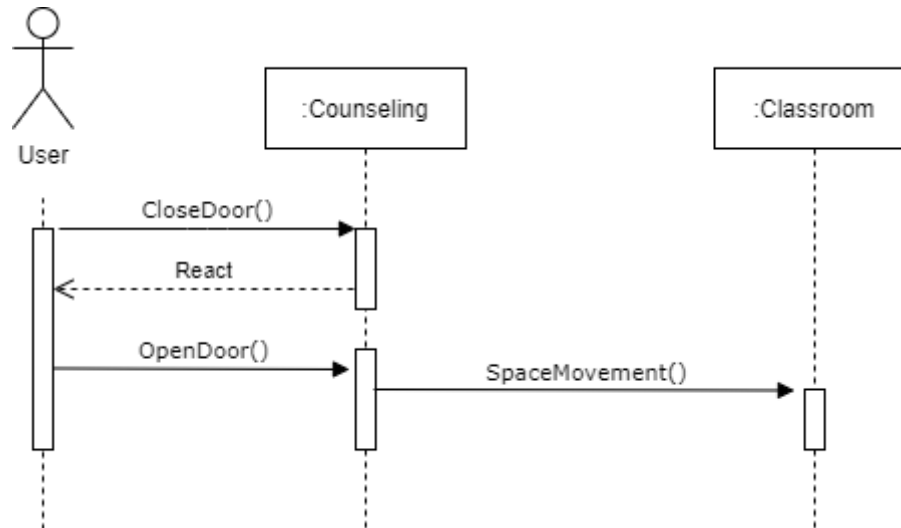 User
:Counseling
:Classroom
CloseDoor()
React
OpenDoor()
SpaceMovement()